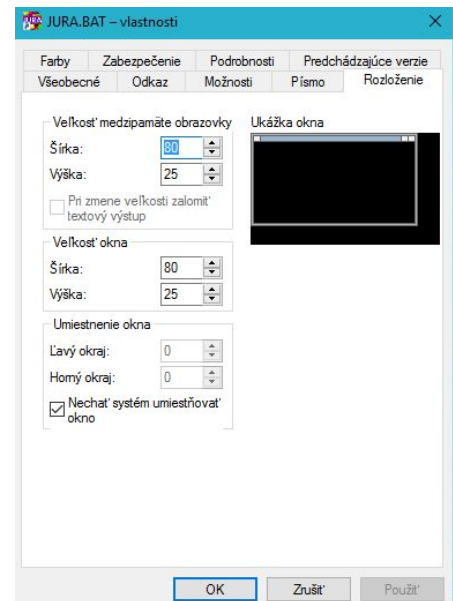 JURA.BAT – vlastnosti
Farby Zabezpečenie Podrobnosti Predchádzajúce verzie
Všeobecné Odkaz Možnosti Písmo Rozloženie
Veľkosť medzipamäte obrazovky
Šírka: 80
Výška: 25
Pri zmene veľkosti zalomiť
textový výstup
Ukážka okna
Veľkosť okna
Šírka: 80
Výška: 25
Umiestnenie okna
Ľavý okraj: 0
Horný okraj: 0
Nechať systém umiestňovať
okno
OK Zrušiť Použiť